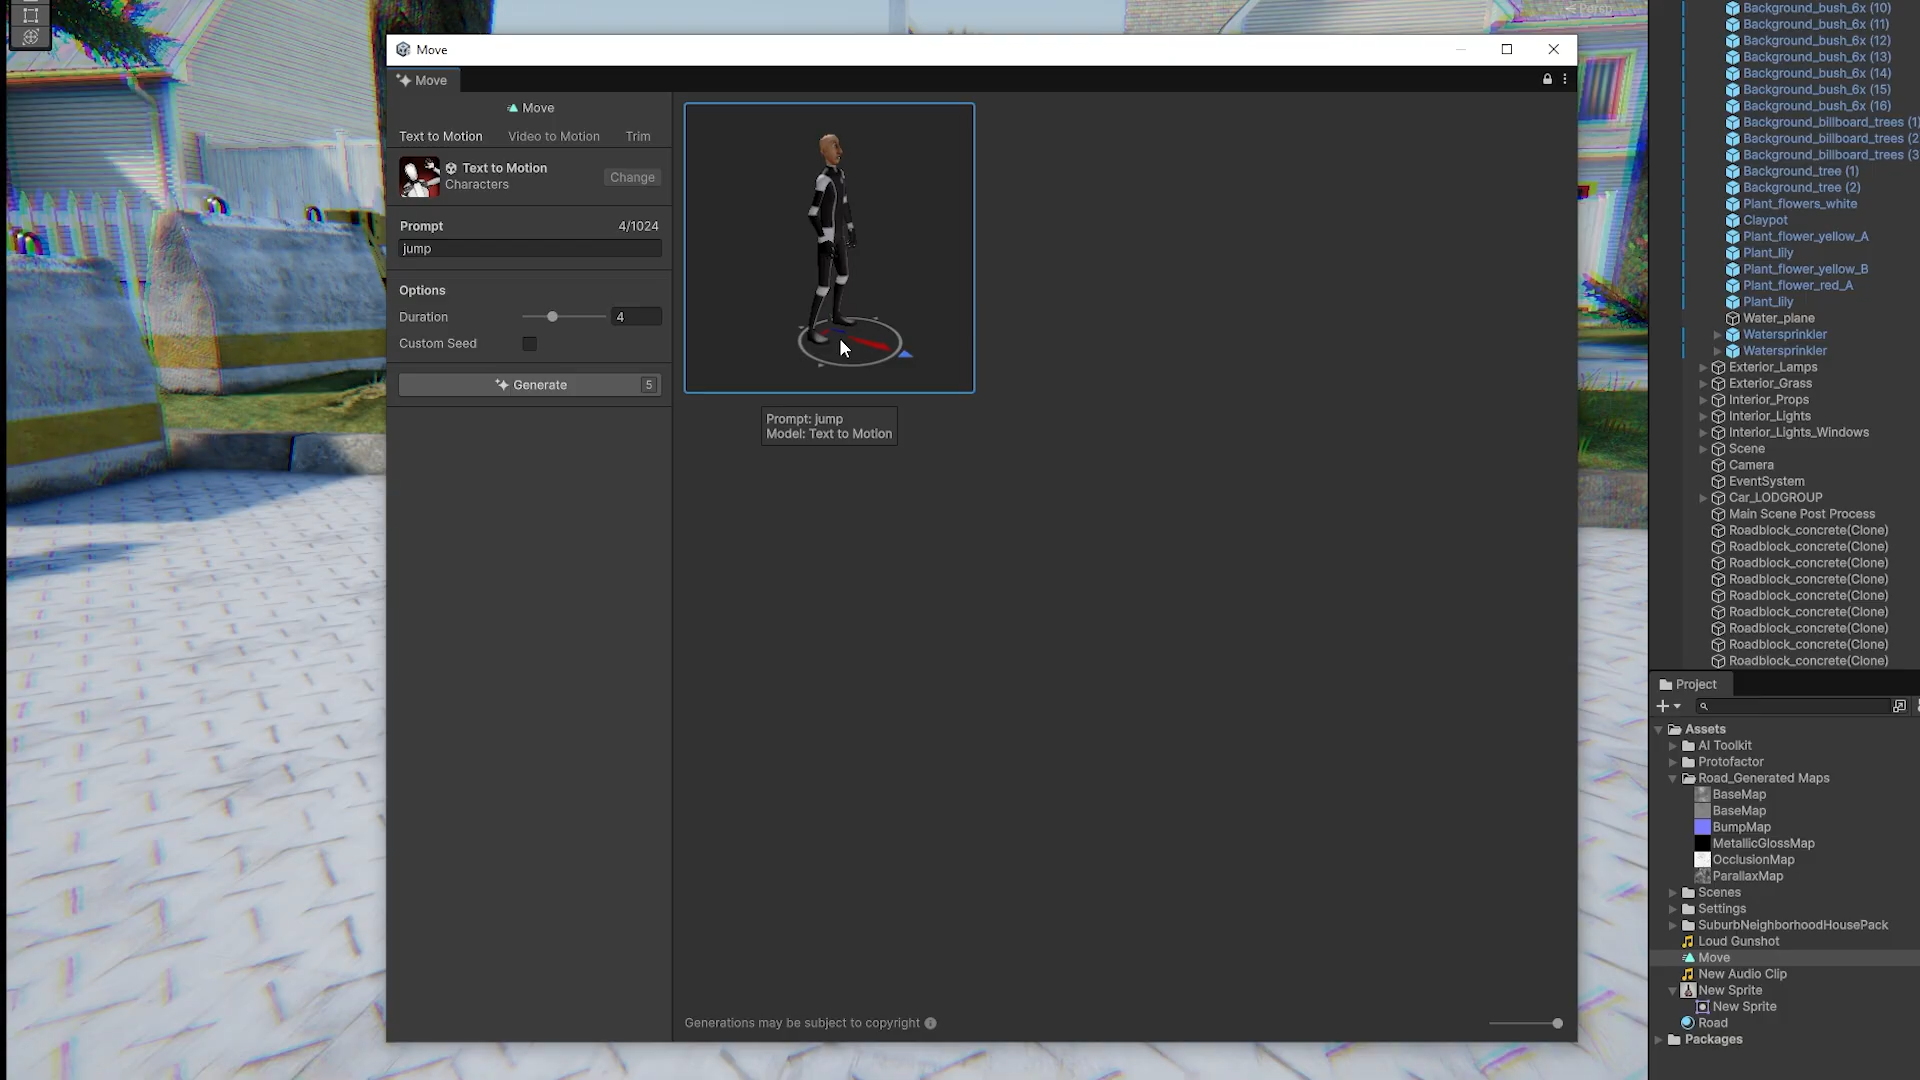 Move
Move
Move
Text to Motion
Video to Motion
Trim
Text to Motion
Characters
Change
Prompt
4/1024
jump
Options
Duration
4
Custom Seed
Generate
5
Prompt: jump
Model: Text to Motion
Generations may be subject to copyright
Persp
Background_bush_6x (10)
Background_bush_6x (11)
Background_bush_6x (12)
Background_bush_6x (13)
Background_bush_6x (14)
Background_bush_6x (15)
Background_bush_6x (16)
Background_billboard_trees (1)
Background_billboard_trees (2
Background_billboard_trees (3
Background_tree (1)
Background_tree (2)
Plant_flowers_white
Claypot
Plant_flower_yellow_A
Plant_lily
Plant_flower_yellow_B
Plant_flower_red_A
Plant_lily
Water_plane
Watersprinkler
Watersprinkler
Exterior_Lamps
Exterior_Grass
Interior_Props
Interior_Lights
Interior_Lights_Windows
Scene
Camera
EventSystem
Car_LODGROUP
Main Scene Post Process
Roadblock_concrete(Clone)
Roadblock_concrete(Clone)
Roadblock_concrete(Clone)
Roadblock_concrete(Clone)
Roadblock_concrete(Clone)
Roadblock_concrete(Clone)
Roadblock_concrete(Clone)
Roadblock_concrete(Clone)
Roadblock_concrete(Clone)
Project
Assets
AI Toolkit
Protofactor
Road_Generated Maps
BaseMap
BaseMap
BumpMap
MetallicGlossMap
OcclusionMap
ParallaxMap
Scenes
Settings
SuburbNeighborhoodHousePack
Loud Gunshot
Move
New Audio Clip
New Sprite
New Sprite
Road
Packages